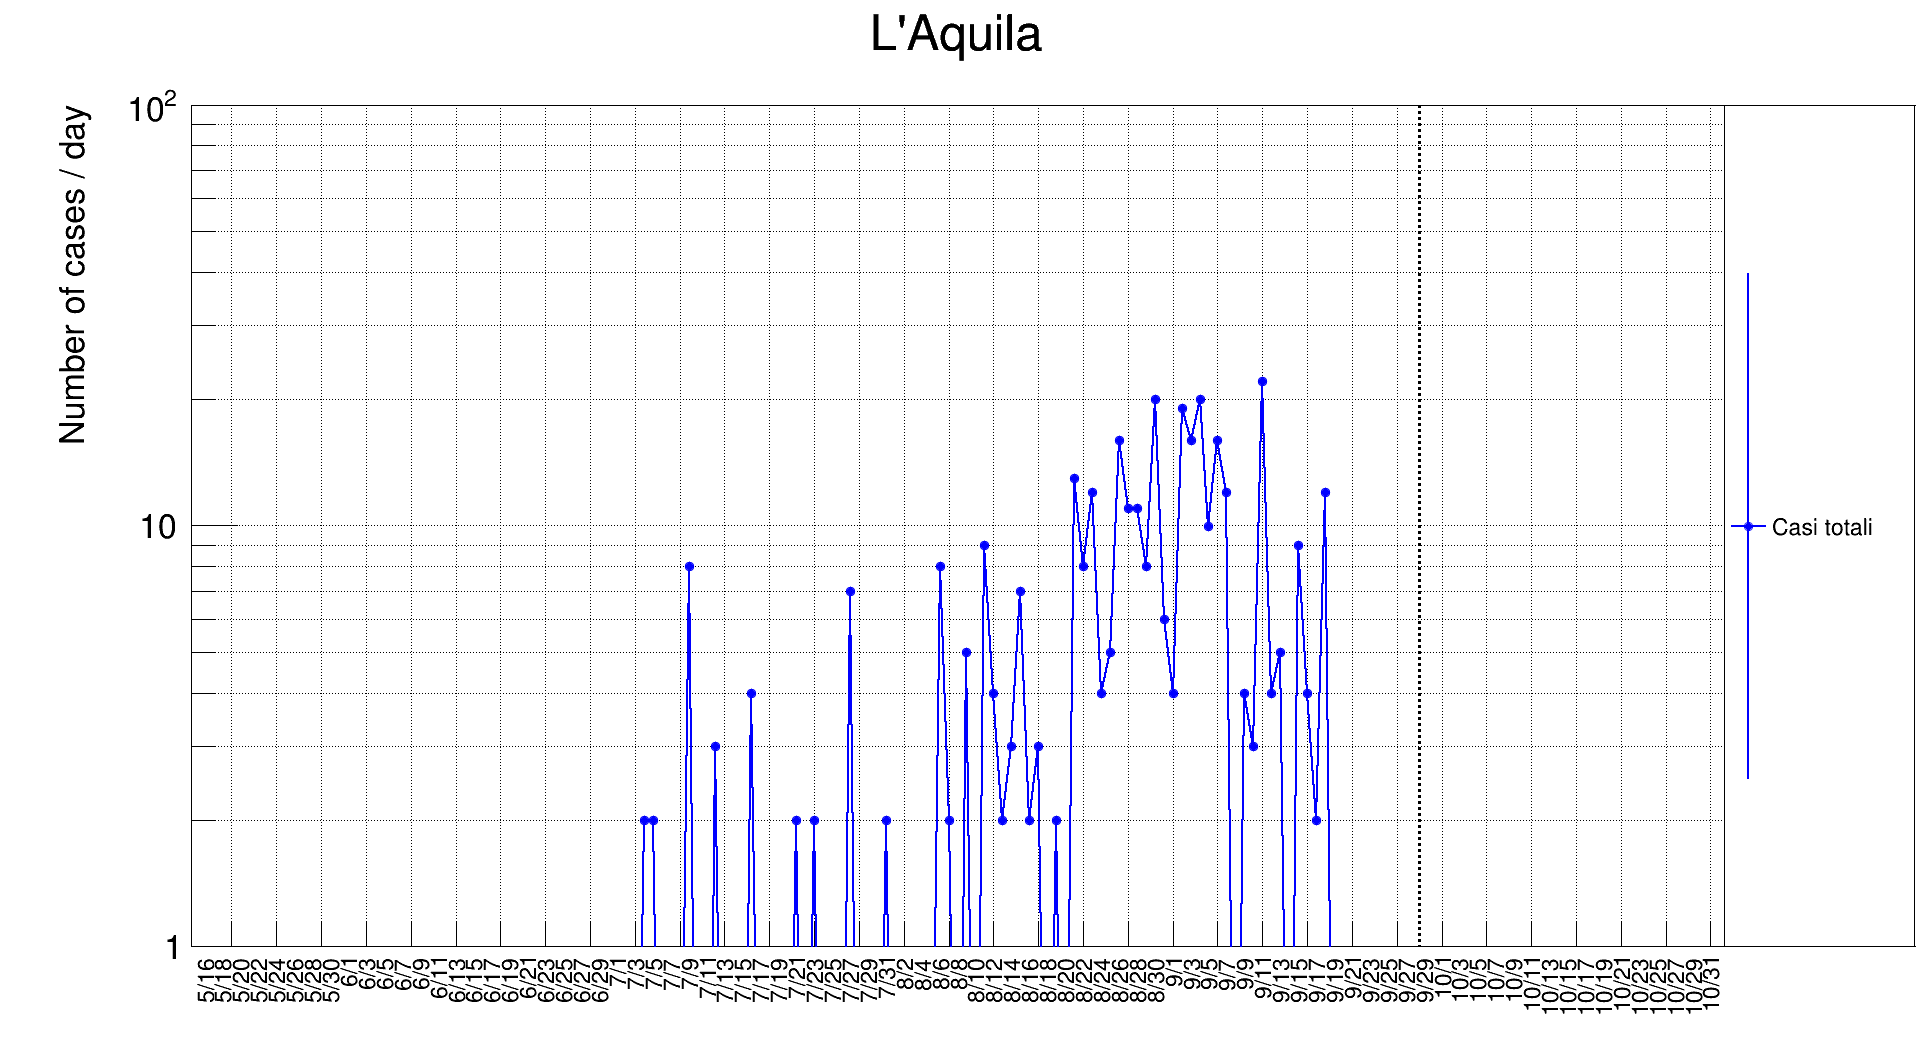 L'Aquila
Number of cases / day
10²
10
1
Casi totali
5/16 5/18 5/20 5/22 5/24 5/26 5/28 5/30 6/1 6/3 6/5 6/7 6/9 6/11 6/13 6/15 6/17 6/19 6/21 6/23 6/25 6/27 6/29 7/1 7/3 7/5 7/7 7/9 7/11 7/13 7/15 7/17 7/19 7/21 7/23 7/25 7/27 7/29 7/31 8/2 8/4 8/6 8/8 8/10 8/12 8/14 8/16 8/18 8/20 8/22 8/24 8/26 8/28 8/30 9/1 9/3 9/5 9/7 9/9 9/11 9/13 9/15 9/17 9/19 9/21 9/23 9/25 9/27 9/29 10/1 10/3 10/5 10/7 10/9 10/11 10/13 10/15 10/17 10/19 10/21 10/23 10/25 10/27 10/29 10/31